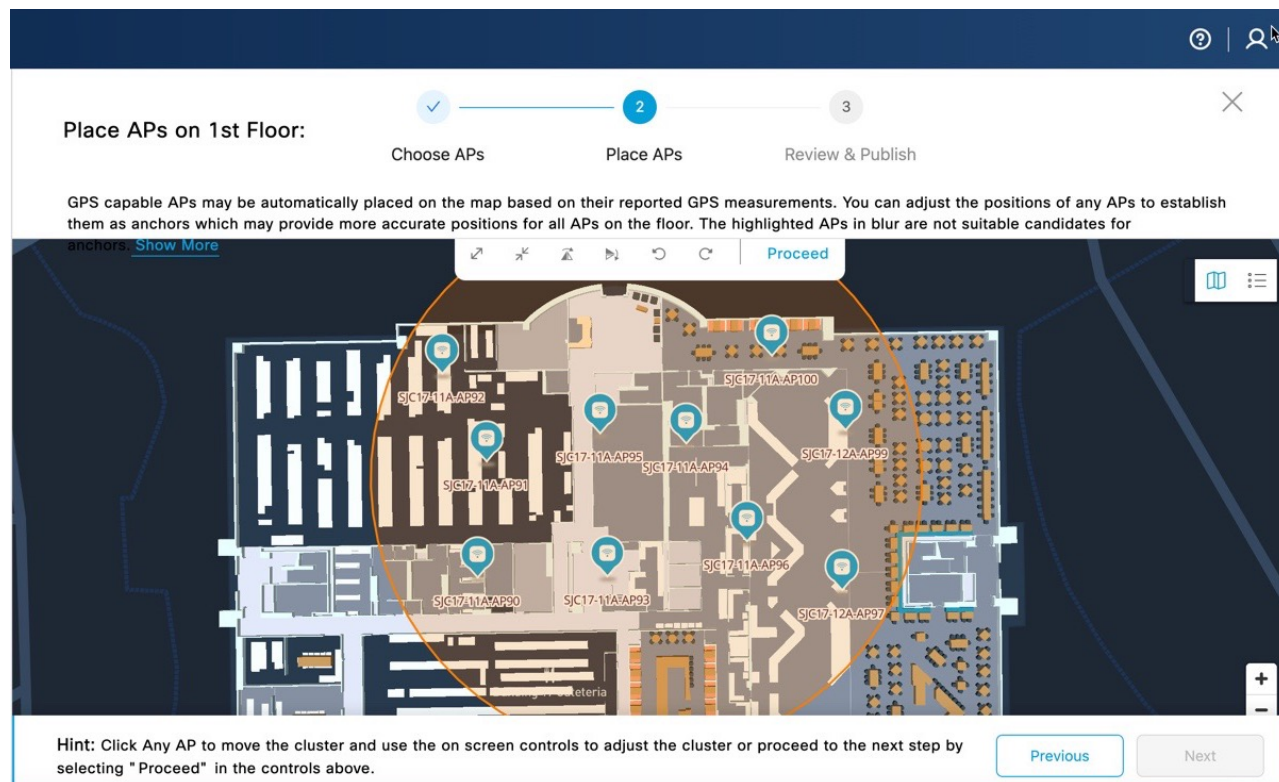 Place APs on 1st Floor:
2
3
Choose APs
Place APs
Review & Publish
GPS capable APs may be automatically placed on the map based on their reported GPS measurements. You can adjust the positions of any APs to establish
them as anchors which may provide more accurate positions for all APs on the floor. The highlighted APs in blur are not suitable candidates for
anchors. Show More
Proceed
SJC17-11A-AP92
SJC17-11A-AP100
SJC17-11A-AP95
SJC17-11A-AP94
SJC17-12A-AP99
SJC17-11A-AP91
SJC17-11A-AP96
SJC17-11A-AP90
SJC17-11A-AP93
SJC17-12A-AP97
Hint: Click Any AP to move the cluster and use the on screen controls to adjust the cluster or proceed to the next step by
selecting "Proceed" in the controls above.
Previous
Next